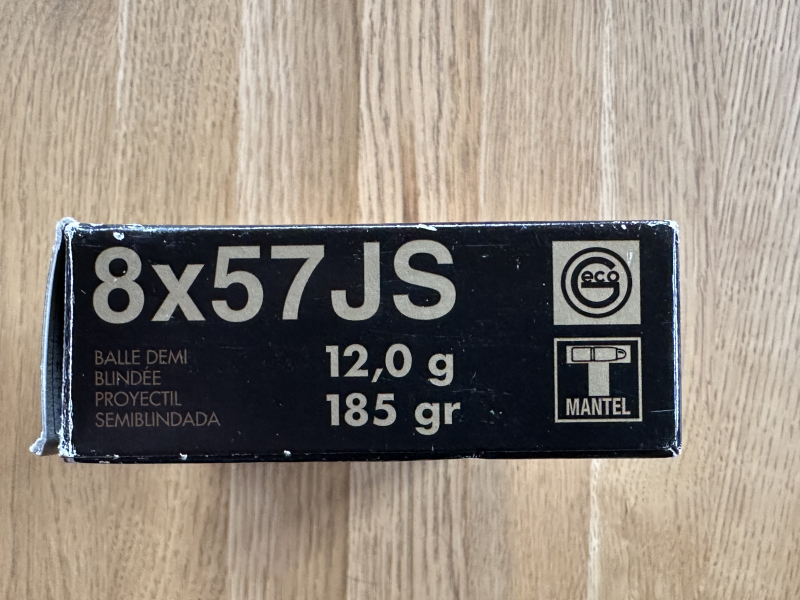 8x57JS
BALLE DEMI
BLINDÉE
PROYECTIL
SEMIBLINDADA
12,0 g
185 gr
Geco
T
MANTEL